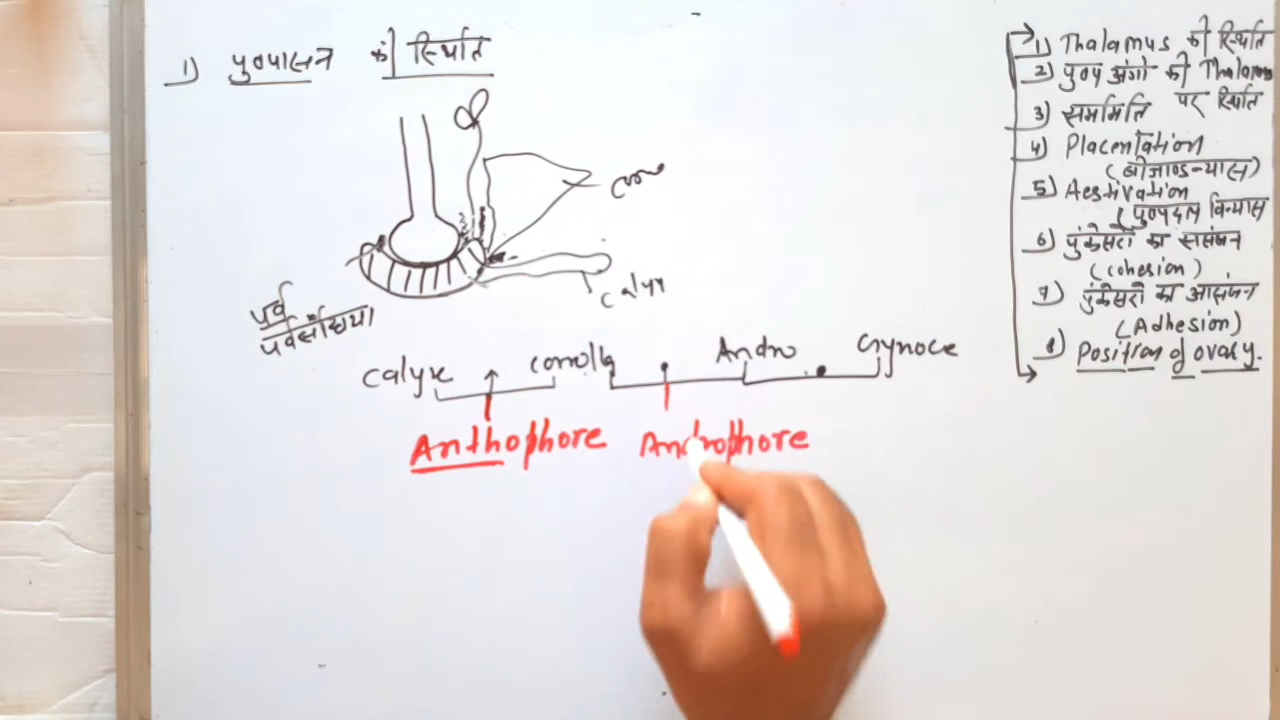 1) पुष्पासन की स्थिति
Coro
Calyx
पर्व
पर्वसंधियां
Calyx Corolla Andro Gynoce
Anthophore Androphore
1) Thalamus की स्थिति
2) पुष्प अंगों की Thalamus
पर स्थिति
3) सममिति
4) Placentation
(बीजाण्डन्यास)
5) Aestivation
(पुष्पदल विन्यास
6) पुंकेसरों का ससंजन
(cohesion)
7) पुंकेसरों का आसंजन
(Adhesion)
8) Position of ovary.